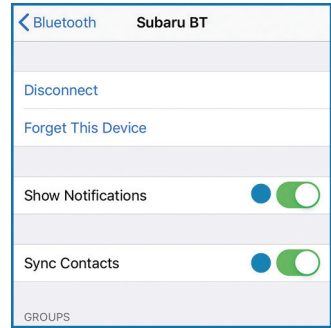 Bluetooth Subaru BT
Disconnect
Forget This Device
Show Notifications
Sync Contacts
GROUPS